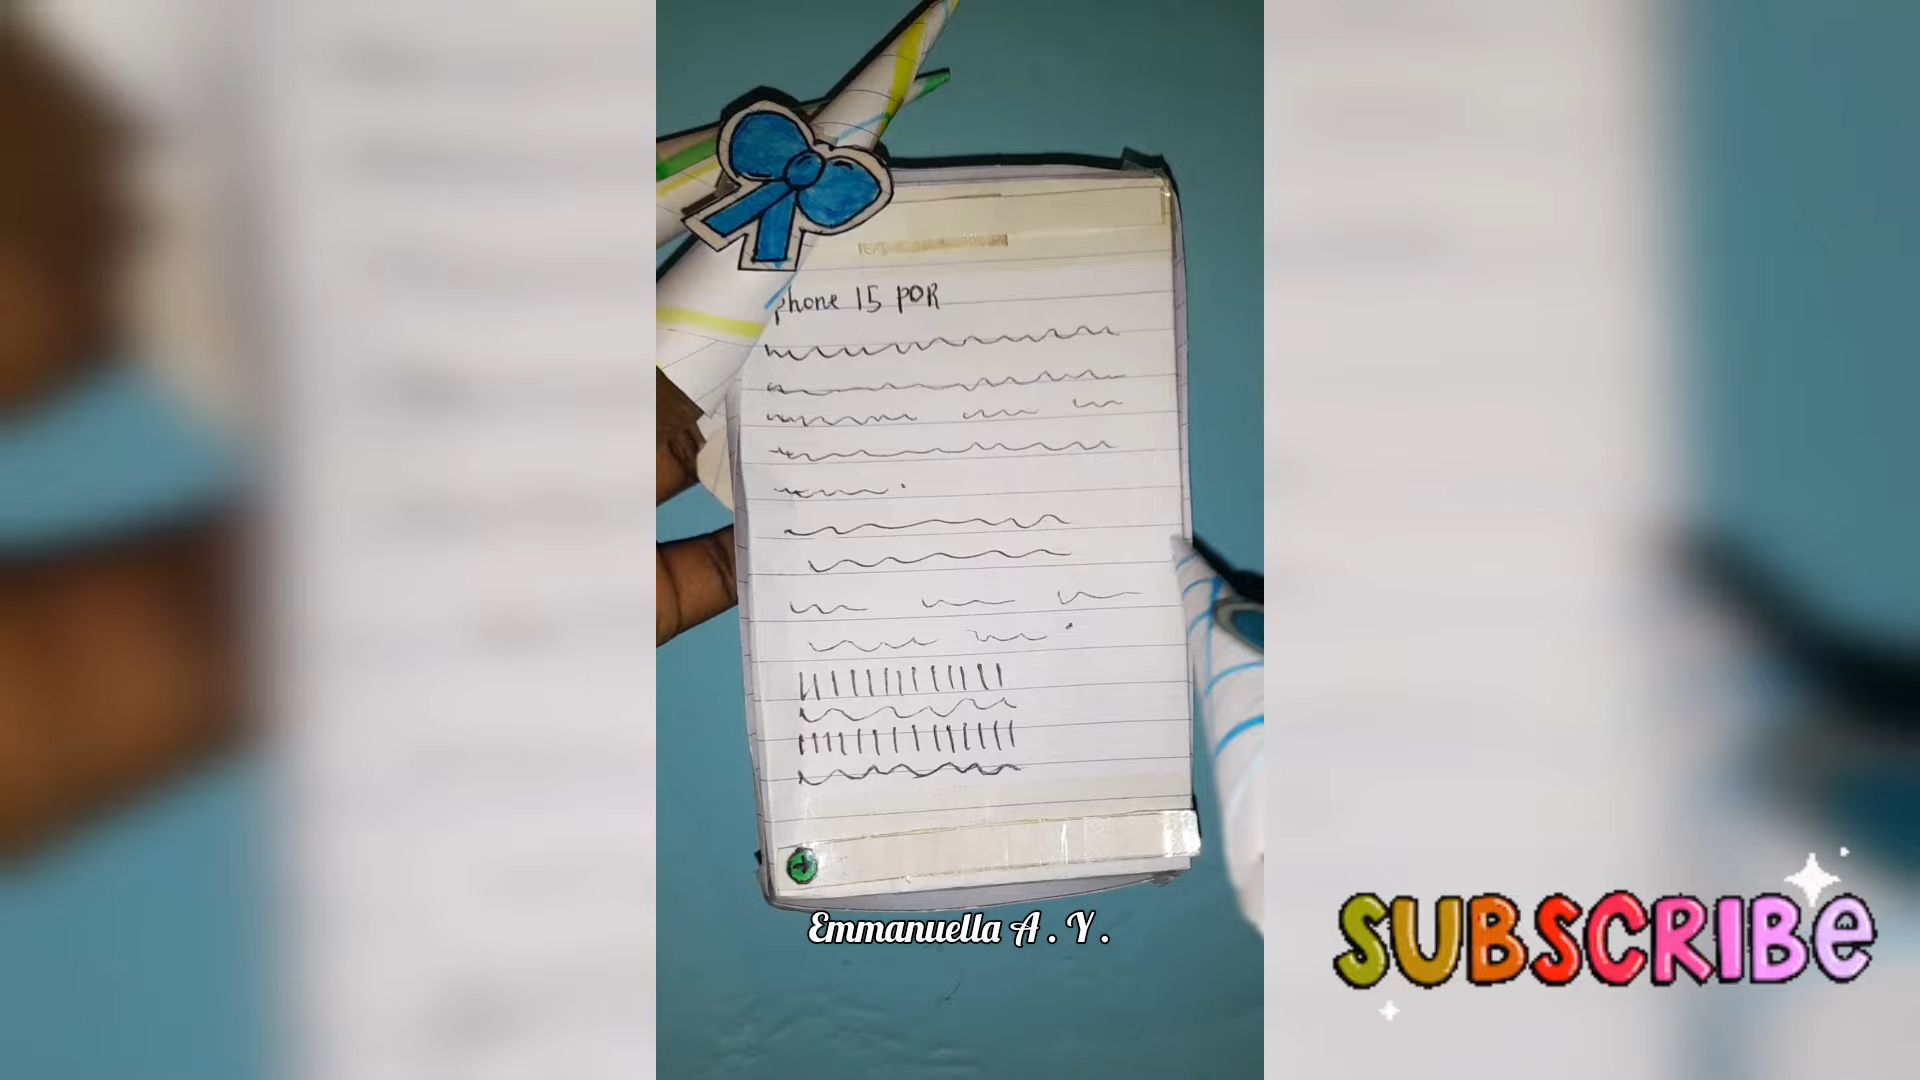 phone 15 POR
Emmanuella A . Y .
SUBSCRIBE